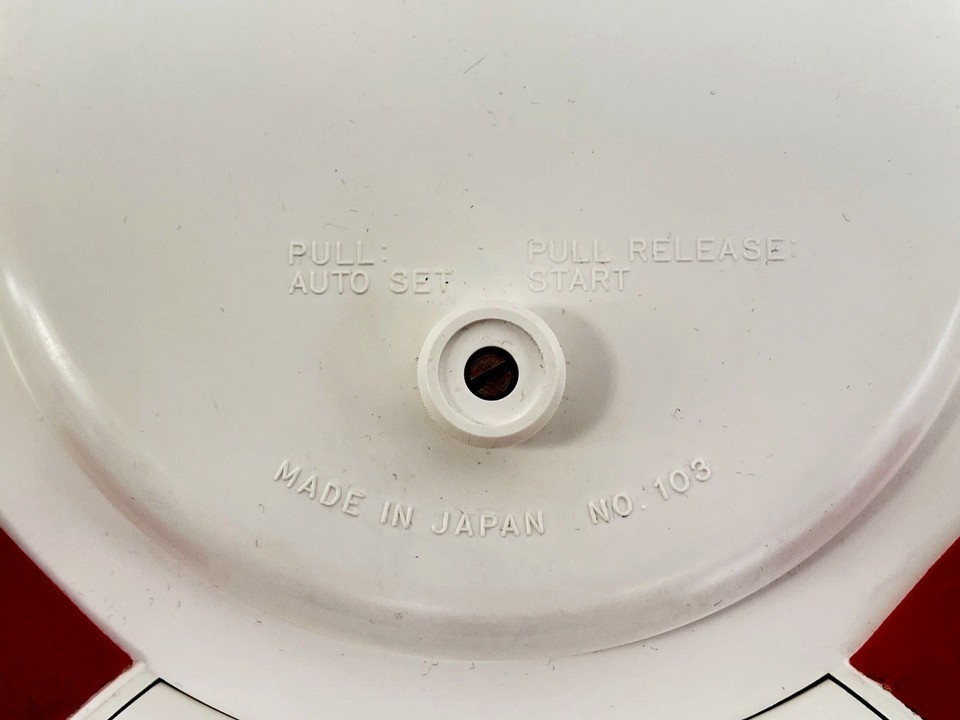 PULL:
AUTO SET
PULL RELEASE:
START
MADE IN JAPAN NO. 103